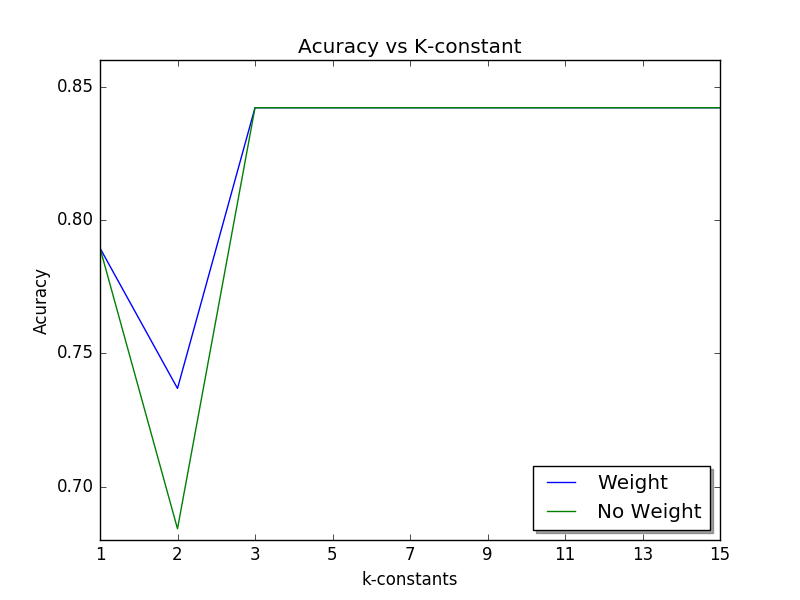 Acuracy vs K-constant
0.85
0.80
0.75
0.70
Acuracy
1 2 3 5 7 9 11 13 15
k-constants
Weight
No Weight